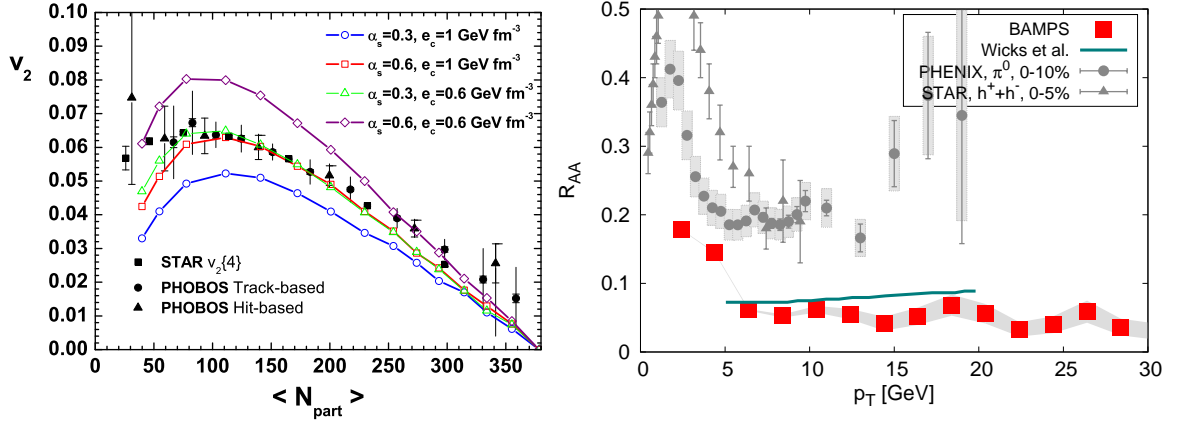 v₂
0.10
0.09
0.08
0.07
0.06
0.05
0.04
0.03
0.02
0.01
0.00
αs=0.3, ec=1 GeV fm⁻³
αs=0.6, ec=1 GeV fm⁻³
αs=0.3, ec=0.6 GeV fm⁻³
αs=0.6, ec=0.6 GeV fm⁻³
STAR v₂{4}
PHOBOS Track-based
PHOBOS Hit-based
0 50 100 150 200 250 300 350
< Npart >
RAA
0.5
0.4
0.3
0.2
0.1
0
BAMPS
Wicks et al.
PHENIX, π⁰, 0-10%
STAR, h⁺+h⁻, 0-5%
0 5 10 15 20 25 30
pT [GeV]